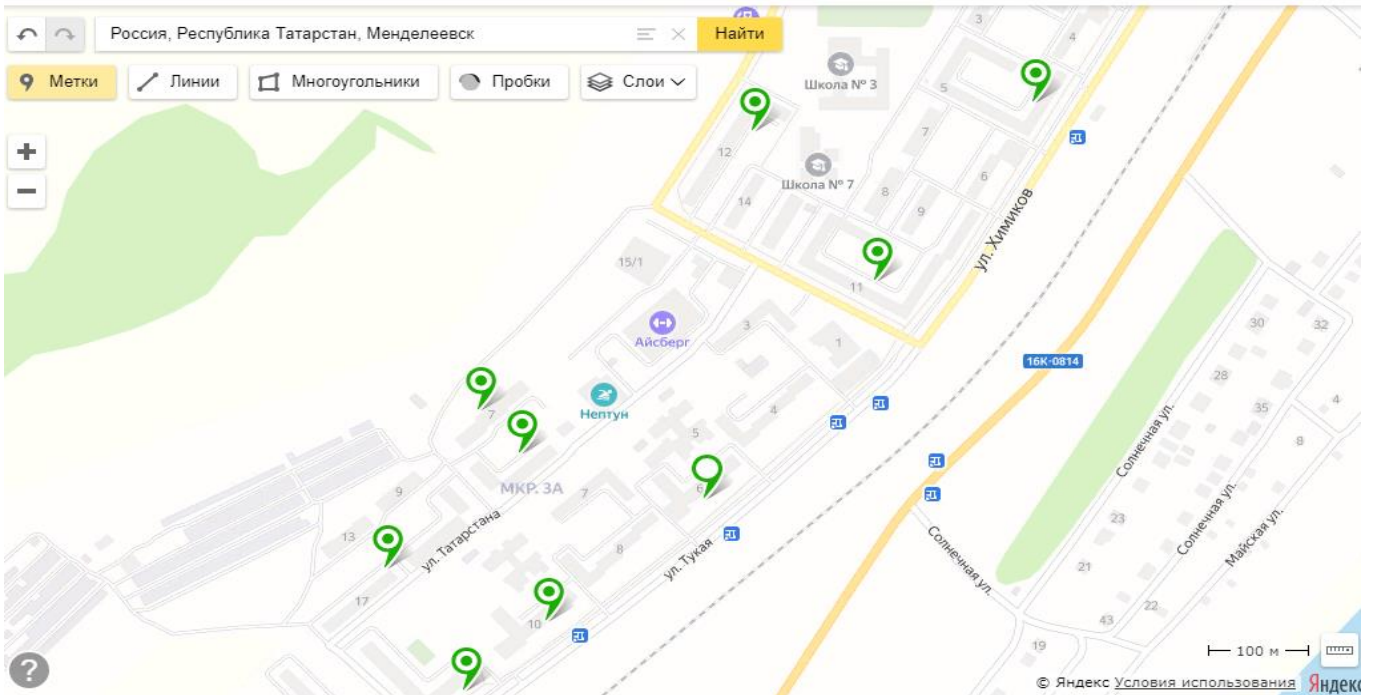 Россия, Республика Татарстан, Менделеевск
Найти
Метки
Линии
Многоугольники
Пробки
Слои
3
4
Школа № 3
5
7
12
6
Школа № 7
8
14
9
ул. Химиков
15/1
11
30
32
3
Айсберг
1
16К-0814
28
7
Нептун
4
35
4
5
Солнечная ул.
8
9
МКР. 3А
7
6
13
ул. Татарстана
8
ул. Тукая
23
Солнечная ул.
Майская ул.
Солнечная ул.
21
17
10
22
43
19
100 м
?
© Яндекс Условия использования
Яндекс